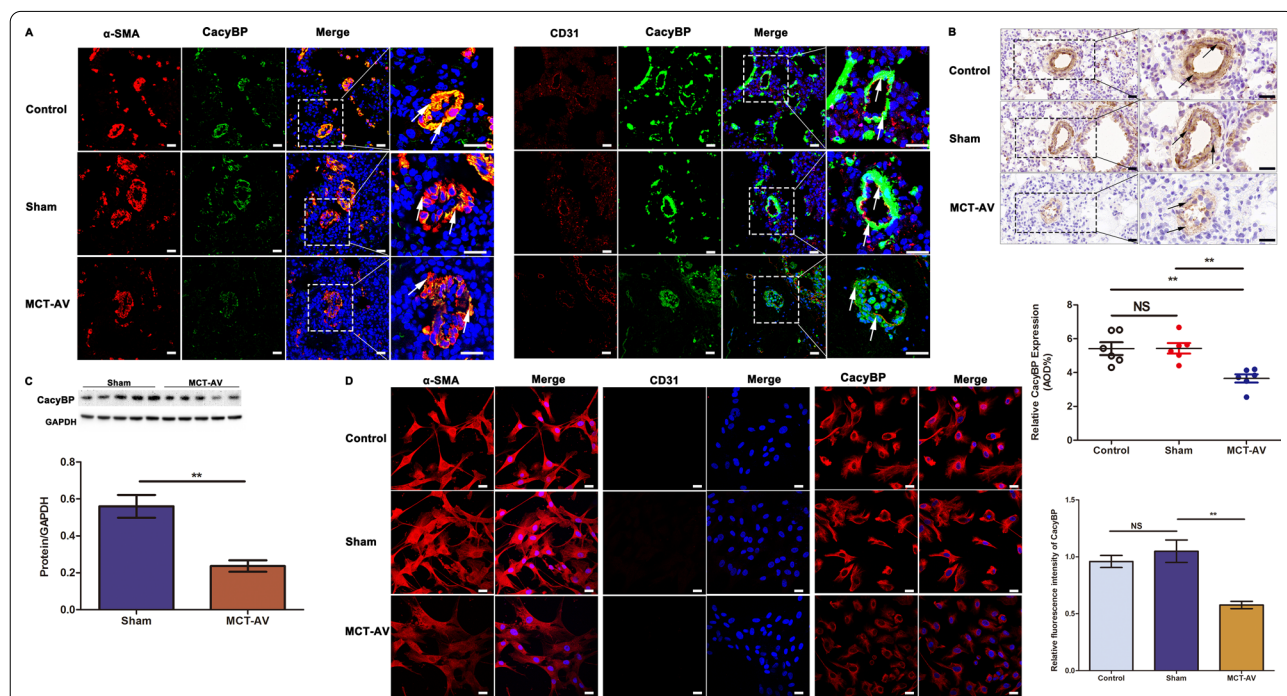 A
α-SMA CacyBP Merge
CD31 CacyBP Merge
Control
Sham
MCT-AV
B
Control
Sham
MCT-AV
**
**
NS
Relative CacyBP Expression
(AOD%)
8
6
4
2
0
Control Sham MCT-AV
C
Sham MCT-AV
CacyBP
GAPDH
**
Protein/GAPDH
0.8
0.6
0.4
0.2
0.0
Sham MCT-AV
D
α-SMA Merge CD31 Merge CacyBP Merge
Control
Sham
MCT-AV
NS
**
Relative fluorescence intensity of CacyBP
1.5
1.0
0.5
0.0
Control Sham MCT-AV